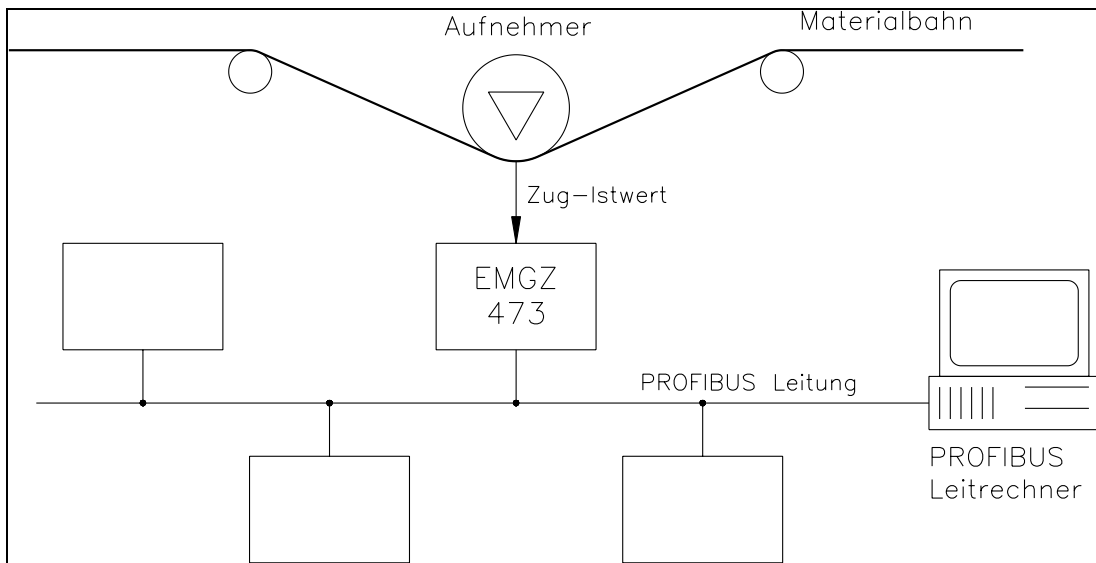 Aufnehmer
Materialbahn
Zug-Istwert
EMGZ
473
PROFIBUS Leitung
PROFIBUS
Leitrechner